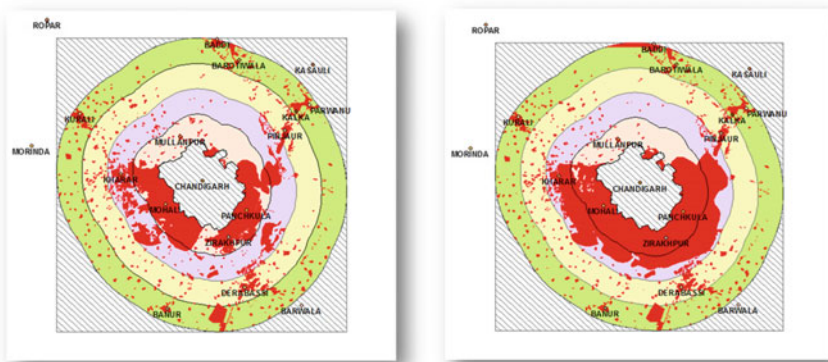 ROPAR
BADDI
BAROTIWALA
KASAULI
PARWANU
KALKA
KURALI
PINJAUR
MULLANPUR
MORINDA
KHARAR
CHANDIGARH
MOHALI
PANCHKULA
ZIRAKHPUR
DERABASSI
BANUR
BARWALA
ROPAR
BADDI
BAROTIWALA
KASAULI
PARWANU
KALKA
KURALI
PINJAUR
MULLANPUR
MORINDA
KHARAR
CHANDIGARH
MOHALI
PANCHKULA
ZIRAKHPUR
DERABASSI
BANUR
BARWALA